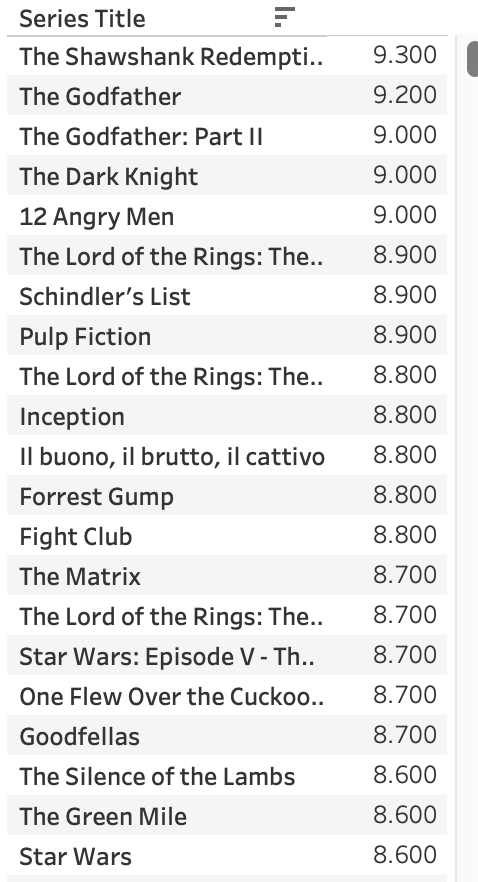 Series Title
The Shawshank Redempti.. 9.300
The Godfather 9.200
The Godfather: Part II 9.000
The Dark Knight 9.000
12 Angry Men 9.000
The Lord of the Rings: The.. 8.900
Schindler’s List 8.900
Pulp Fiction 8.900
The Lord of the Rings: The.. 8.800
Inception 8.800
Il buono, il brutto, il cattivo 8.800
Forrest Gump 8.800
Fight Club 8.800
The Matrix 8.700
The Lord of the Rings: The.. 8.700
Star Wars: Episode V - Th.. 8.700
One Flew Over the Cuckoo.. 8.700
Goodfellas 8.700
The Silence of the Lambs 8.600
The Green Mile 8.600
Star Wars 8.600